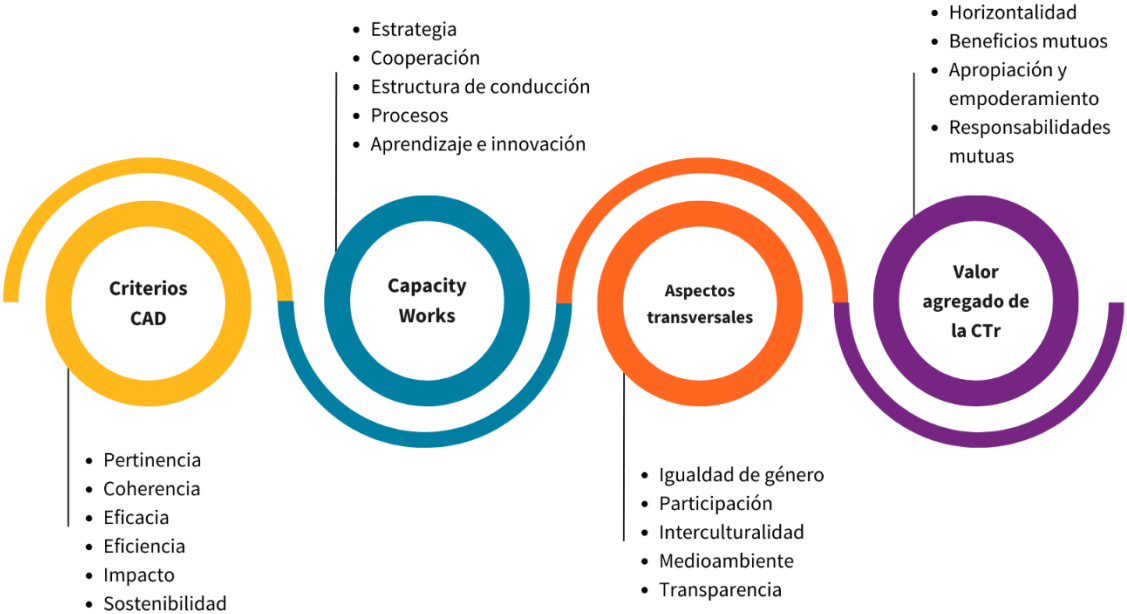 Criterios
CAD
• Pertinencia
• Coherencia
• Eficacia
• Eficiencia
• Impacto
• Sostenibilidad
• Estrategia
• Cooperación
• Estructura de conducción
• Procesos
• Aprendizaje e innovación
Capacity
Works
Aspectos
transversales
• Igualdad de género
• Participación
• Interculturalidad
• Medioambiente
• Transparencia
• Horizontalidad
• Beneficios mutuos
• Apropiación y
empoderamiento
• Responsabilidades
mutuas
Valor
agregado de
la CTr